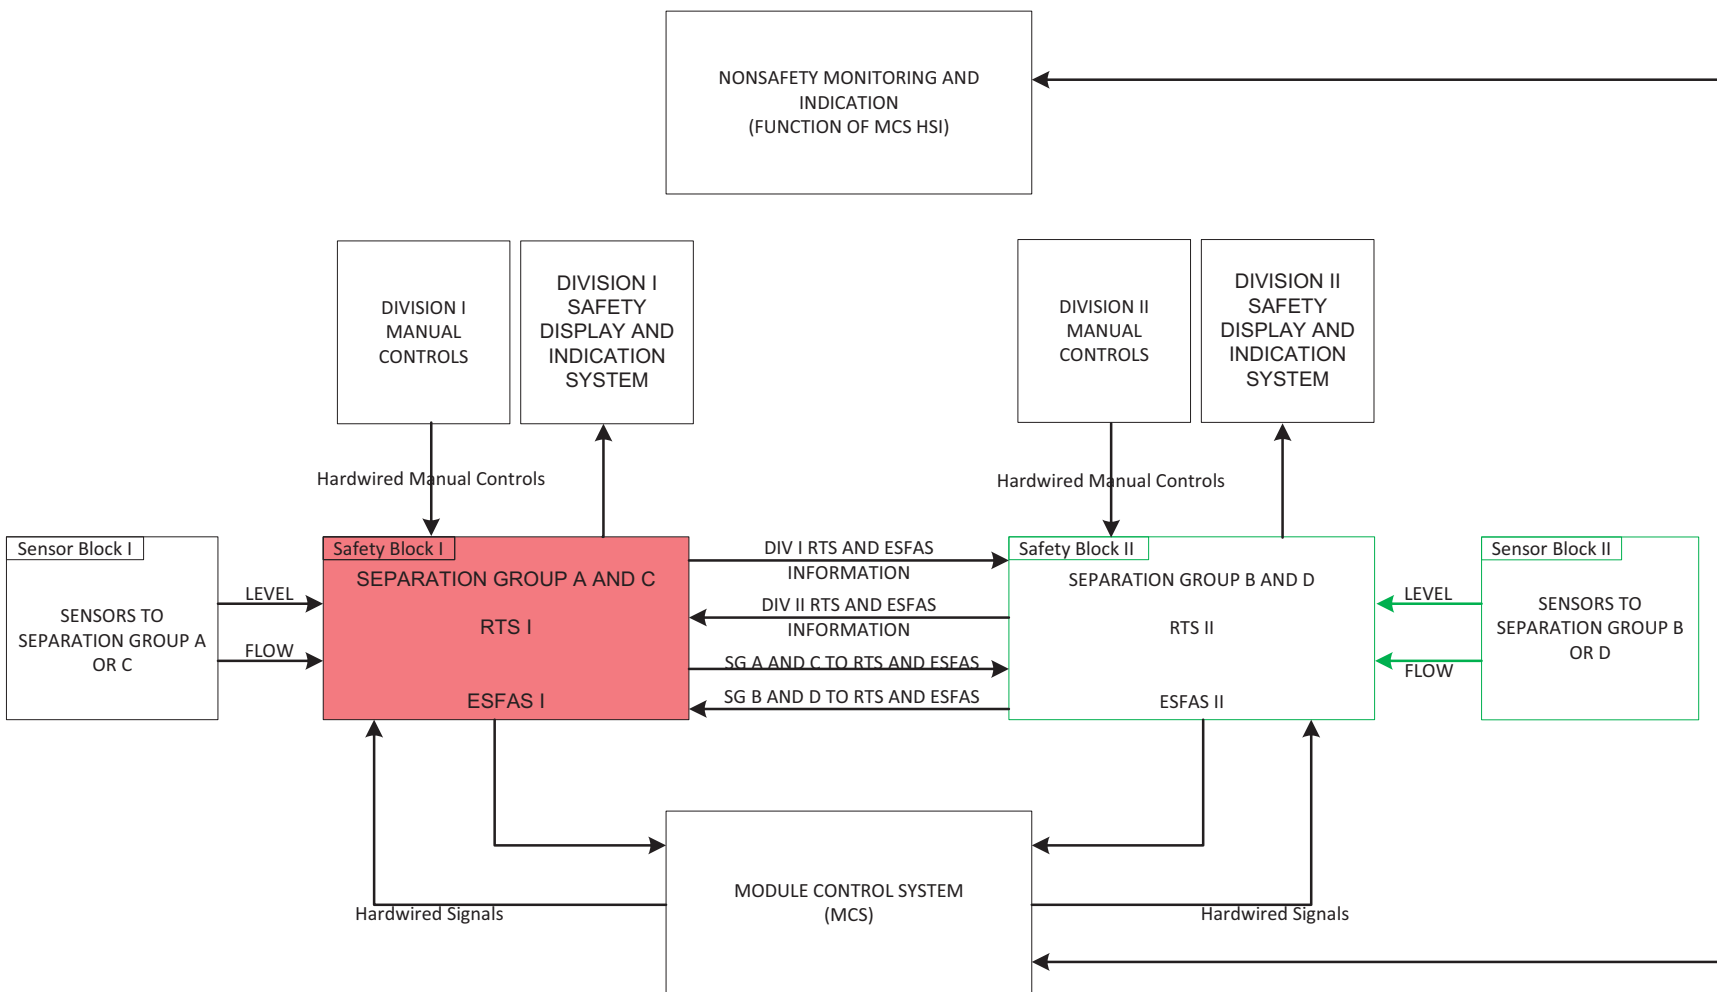 NONSAFETY MONITORING AND
INDICATION
(FUNCTION OF MCS HSI)
DIVISION I
MANUAL
CONTROLS
DIVISION I
SAFETY
DISPLAY AND
INDICATION
SYSTEM
DIVISION II
MANUAL
CONTROLS
DIVISION II
SAFETY
DISPLAY AND
INDICATION
SYSTEM
Hardwired Manual Controls
Hardwired Manual Controls
Sensor Block I
SENSORS TO
SEPARATION GROUP A
OR C
LEVEL
FLOW
Safety Block I
SEPARATION GROUP A AND C
RTS I
ESFAS I
DIV I RTS AND ESFAS
INFORMATION
DIV II RTS AND ESFAS
INFORMATION
SG A AND C TO RTS AND ESFAS
SG B AND D TO RTS AND ESFAS
Safety Block II
SEPARATION GROUP B AND D
RTS II
ESFAS II
LEVEL
FLOW
Sensor Block II
SENSORS TO
SEPARATION GROUP B
OR D
Hardwired Signals
MODULE CONTROL SYSTEM
(MCS)
Hardwired Signals